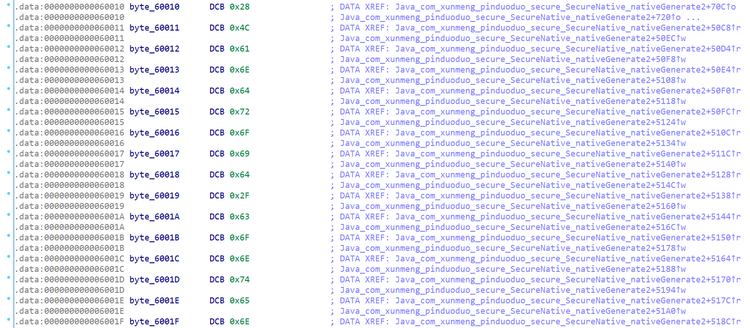 .data:0000000000060010 byte_60010 DCB 0x28 ; DATA XREF: Java_com_xunmeng_pinduoduo_secure_SecureNative_nativeGenerate2+70C↑o
.data:0000000000060010 ; Java_com_xunmeng_pinduoduo_secure_SecureNative_nativeGenerate2+720↑o ...
.data:0000000000060011 byte_60011 DCB 0x4C ; DATA XREF: Java_com_xunmeng_pinduoduo_secure_SecureNative_nativeGenerate2+50C8↑r
.data:0000000000060011 ; Java_com_xunmeng_pinduoduo_secure_SecureNative_nativeGenerate2+50EC↑w
.data:0000000000060012 byte_60012 DCB 0x61 ; DATA XREF: Java_com_xunmeng_pinduoduo_secure_SecureNative_nativeGenerate2+50D4↑r
.data:0000000000060012 ; Java_com_xunmeng_pinduoduo_secure_SecureNative_nativeGenerate2+50F8↑w
.data:0000000000060013 byte_60013 DCB 0x6E ; DATA XREF: Java_com_xunmeng_pinduoduo_secure_SecureNative_nativeGenerate2+50E4↑r
.data:0000000000060013 ; Java_com_xunmeng_pinduoduo_secure_SecureNative_nativeGenerate2+5108↑w
.data:0000000000060014 byte_60014 DCB 0x64 ; DATA XREF: Java_com_xunmeng_pinduoduo_secure_SecureNative_nativeGenerate2+50F0↑r
.data:0000000000060014 ; Java_com_xunmeng_pinduoduo_secure_SecureNative_nativeGenerate2+5118↑w
.data:0000000000060015 byte_60015 DCB 0x72 ; DATA XREF: Java_com_xunmeng_pinduoduo_secure_SecureNative_nativeGenerate2+50FC↑r
.data:0000000000060015 ; Java_com_xunmeng_pinduoduo_secure_SecureNative_nativeGenerate2+5124↑w
.data:0000000000060016 byte_60016 DCB 0x6F ; DATA XREF: Java_com_xunmeng_pinduoduo_secure_SecureNative_nativeGenerate2+510C↑r
.data:0000000000060016 ; Java_com_xunmeng_pinduoduo_secure_SecureNative_nativeGenerate2+5134↑w
.data:0000000000060017 byte_60017 DCB 0x69 ; DATA XREF: Java_com_xunmeng_pinduoduo_secure_SecureNative_nativeGenerate2+511C↑r
.data:0000000000060017 ; Java_com_xunmeng_pinduoduo_secure_SecureNative_nativeGenerate2+5140↑w
.data:0000000000060018 byte_60018 DCB 0x64 ; DATA XREF: Java_com_xunmeng_pinduoduo_secure_SecureNative_nativeGenerate2+5128↑r
.data:0000000000060018 ; Java_com_xunmeng_pinduoduo_secure_SecureNative_nativeGenerate2+514C↑w
.data:0000000000060019 byte_60019 DCB 0x2F ; DATA XREF: Java_com_xunmeng_pinduoduo_secure_SecureNative_nativeGenerate2+5138↑r
.data:0000000000060019 ; Java_com_xunmeng_pinduoduo_secure_SecureNative_nativeGenerate2+5160↑w
.data:000000000006001A byte_6001A DCB 0x63 ; DATA XREF: Java_com_xunmeng_pinduoduo_secure_SecureNative_nativeGenerate2+5144↑r
.data:000000000006001A ; Java_com_xunmeng_pinduoduo_secure_SecureNative_nativeGenerate2+516C↑w
.data:000000000006001B byte_6001B DCB 0x6F ; DATA XREF: Java_com_xunmeng_pinduoduo_secure_SecureNative_nativeGenerate2+5150↑r
.data:000000000006001B ; Java_com_xunmeng_pinduoduo_secure_SecureNative_nativeGenerate2+5178↑w
.data:000000000006001C byte_6001C DCB 0x6E ; DATA XREF: Java_com_xunmeng_pinduoduo_secure_SecureNative_nativeGenerate2+5164↑r
.data:000000000006001C ; Java_com_xunmeng_pinduoduo_secure_SecureNative_nativeGenerate2+5188↑w
.data:000000000006001D byte_6001D DCB 0x74 ; DATA XREF: Java_com_xunmeng_pinduoduo_secure_SecureNative_nativeGenerate2+5170↑r
.data:000000000006001D ; Java_com_xunmeng_pinduoduo_secure_SecureNative_nativeGenerate2+5194↑w
.data:000000000006001E byte_6001E DCB 0x65 ; DATA XREF: Java_com_xunmeng_pinduoduo_secure_SecureNative_nativeGenerate2+517C↑r
.data:000000000006001E ; Java_com_xunmeng_pinduoduo_secure_SecureNative_nativeGenerate2+51A0↑w
.data:000000000006001F byte_6001F DCB 0x6E ; DATA XREF: Java_com_xunmeng_pinduoduo_secure_SecureNative_nativeGenerate2+518C↑r